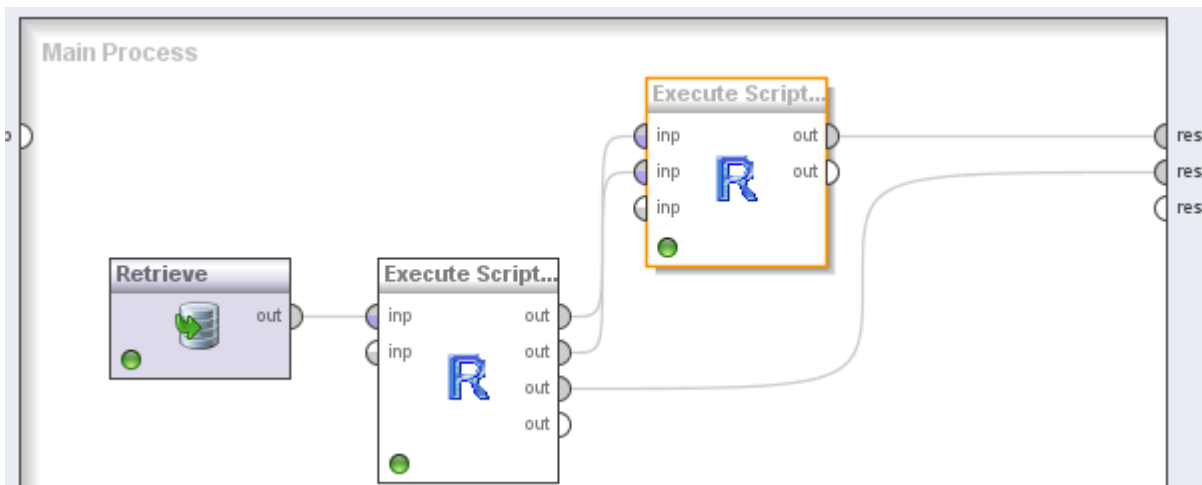 Main Process
Execute Script...
inp out
inp out
inp
res
res
res
Retrieve
out
Execute Script...
inp out
inp out
out
out